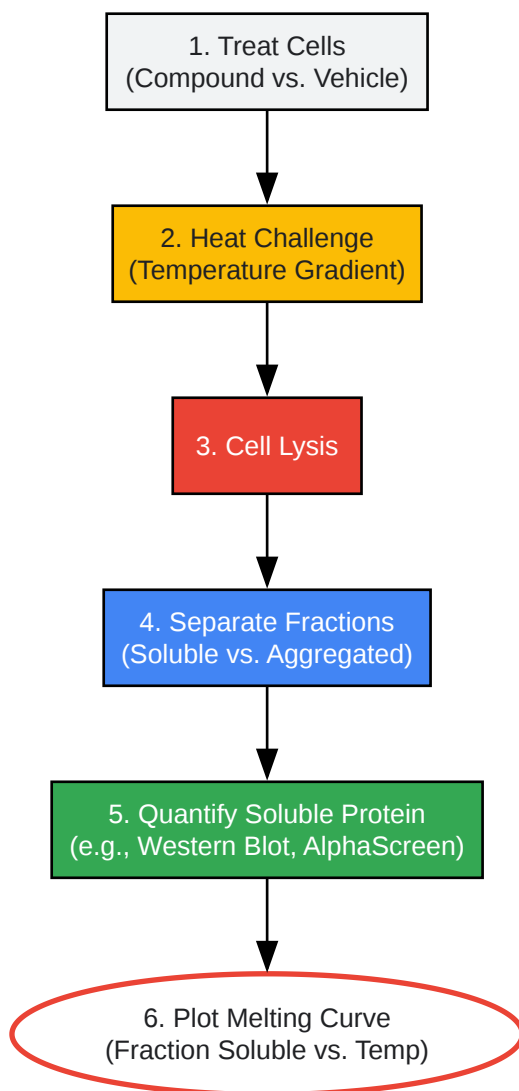 1. Treat Cells
(Compound vs. Vehicle)
2. Heat Challenge
(Temperature Gradient)
3. Cell Lysis
4. Separate Fractions
(Soluble vs. Aggregated)
5. Quantify Soluble Protein
(e.g., Western Blot, AlphaScreen)
6. Plot Melting Curve
(Fraction Soluble vs. Temp)